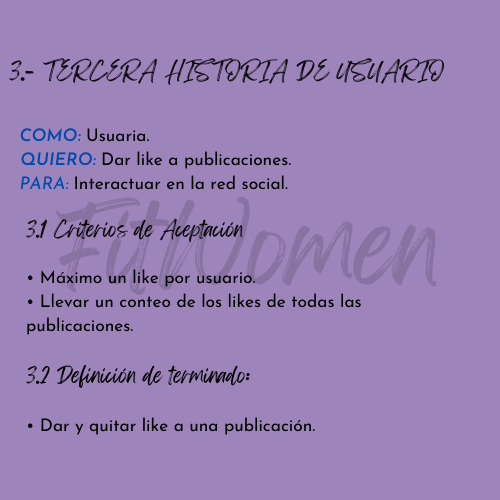 3.- TERCERA HISTORIA DE USUARIO
COMO: Usuaria.
QUIERO: Dar like a publicaciones.
PARA: Interactuar en la red social.
FitWomen
3.1 Criterios de Aceptación
• Máximo un like por usuario.
• Llevar un conteo de los likes de todas las
publicaciones.
3.2 Definición de terminado:
• Dar y quitar like a una publicación.